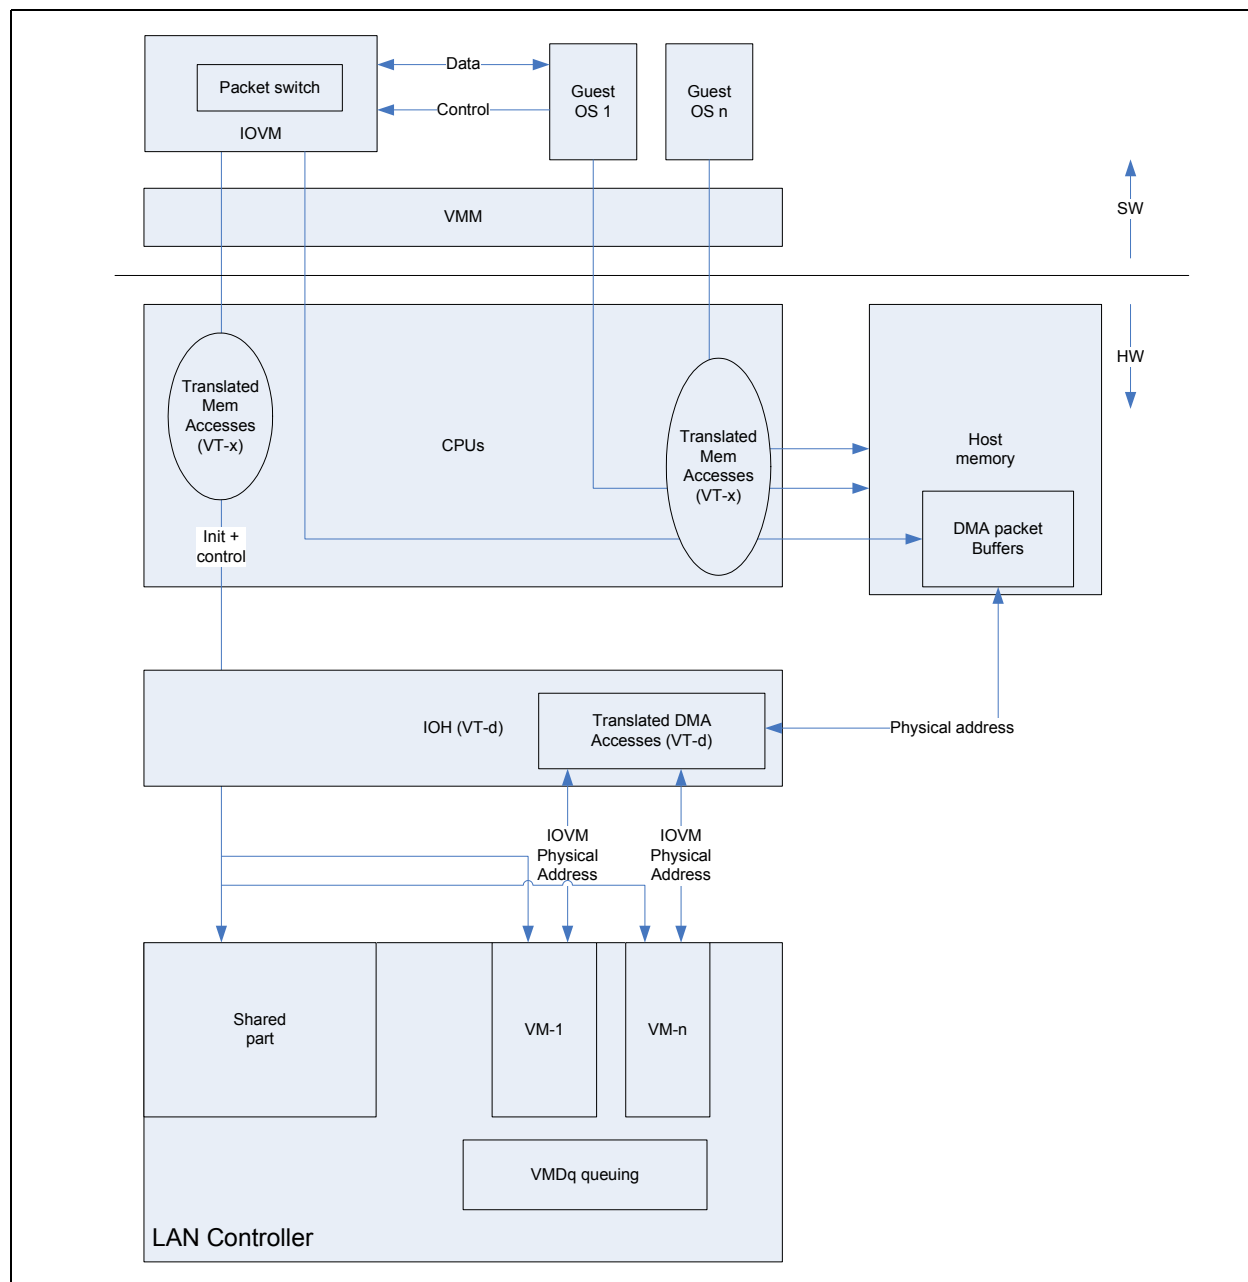 Packet switch
IOVM
Data
Control
Guest
OS 1
Guest
OS n
VMM
SW
HW
Translated
Mem
Accesses
(VT-x)
CPUs
Translated
Mem
Accesses
(VT-x)
Host
memory
DMA packet
Buffers
Init +
control
IOH (VT-d)
Translated DMA
Accesses (VT-d)
Physical address
IOVM
Physical
Address
IOVM
Physical
Address
Shared
part
VM-1
VM-n
VMDq queuing
LAN Controller